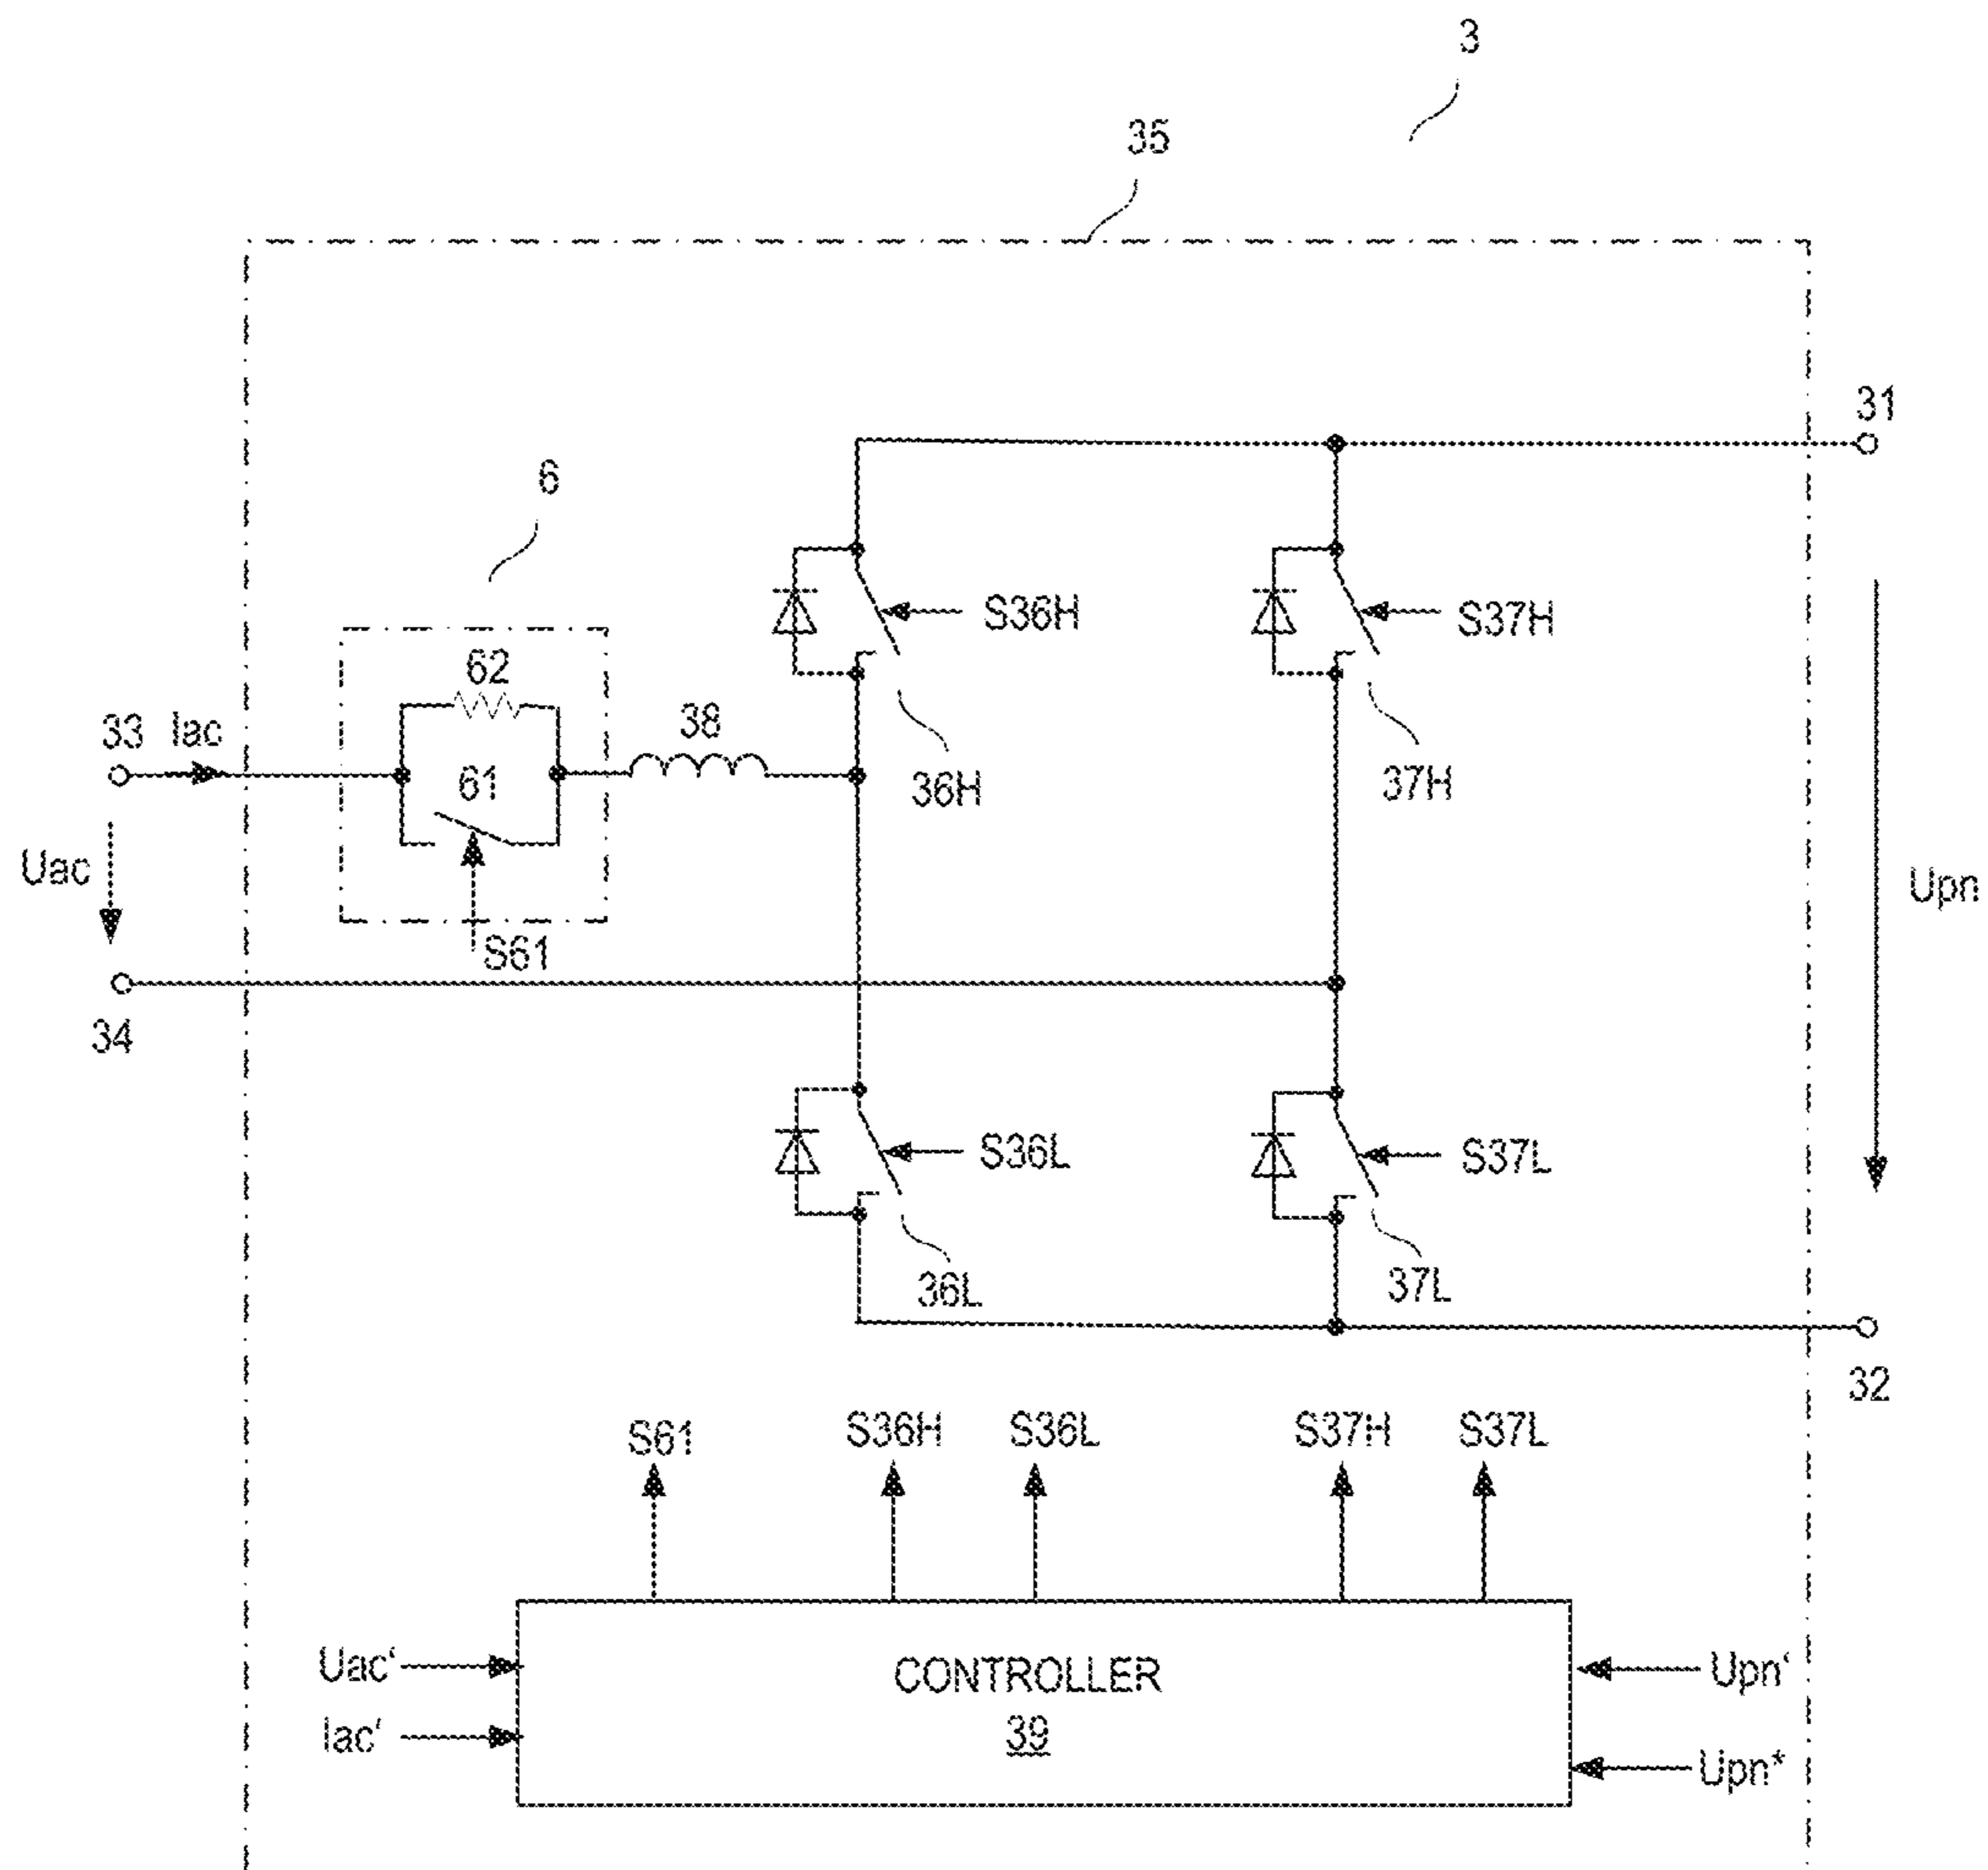 3
35
31
6
S36H
S37H
62
33
Iac
38
61
36H
37H
Uac
Upn
S61
34
S36L
S37L
36L
37L
32
S61
S36H
S36L
S37H
S37L
Uac'
CONTROLLER
Upn'
Iac'
39
Upn*